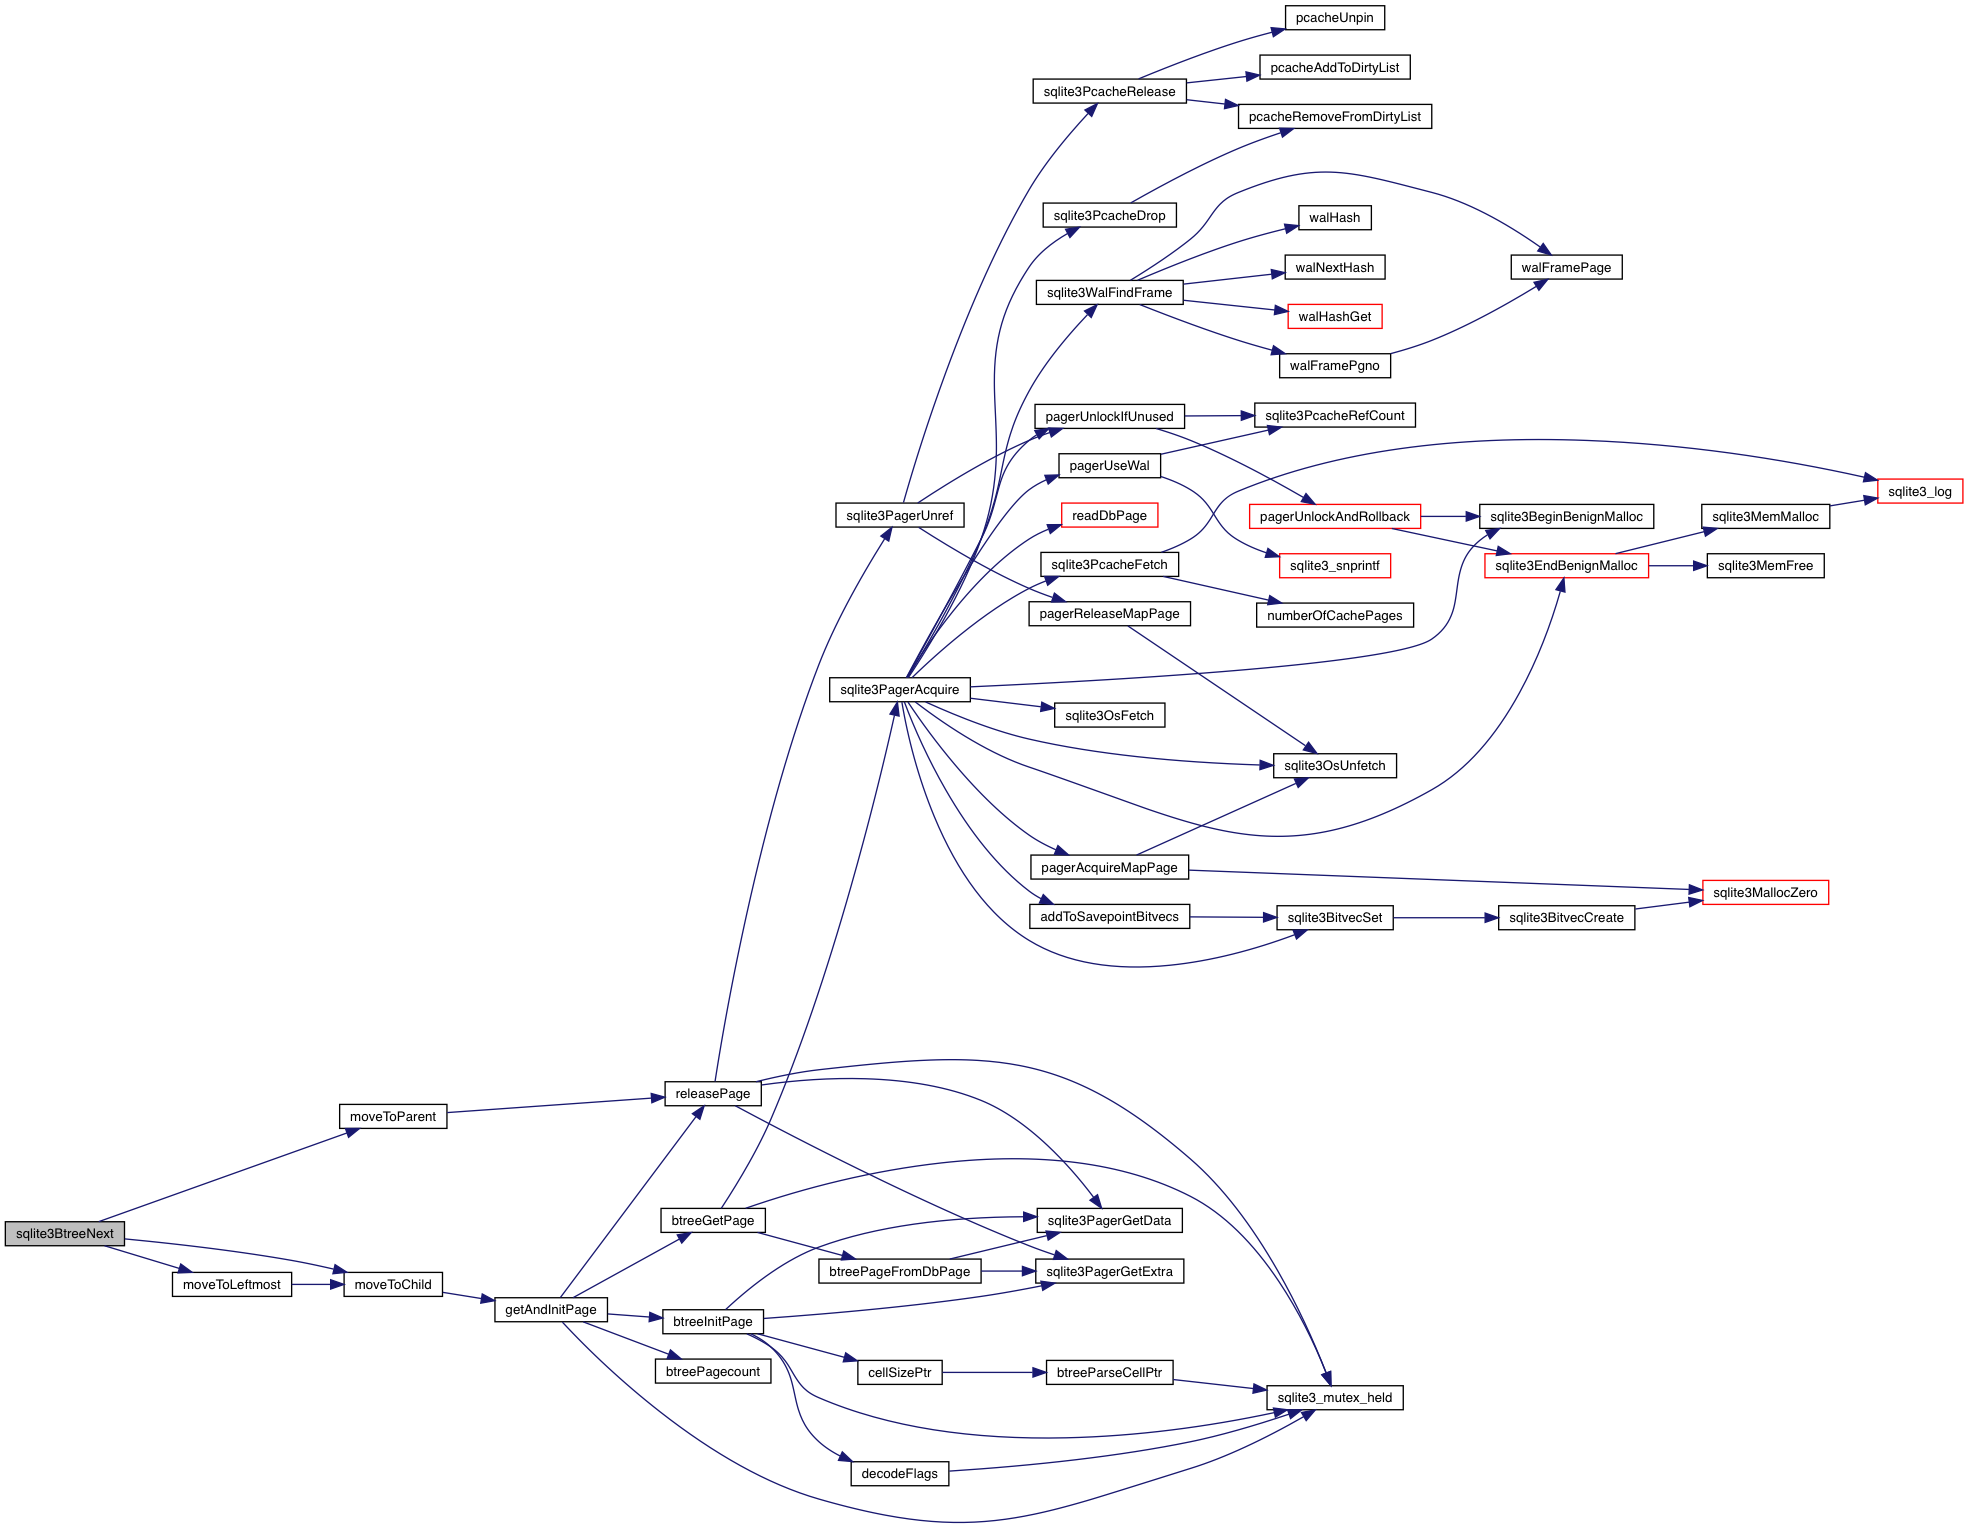 pcacheUnpin
pcacheAddToDirtyList
sqlite3PcacheRelease
pcacheRemoveFromDirtyList
sqlite3PcacheDrop
walHash
walNextHash
walFramePage
sqlite3WalFindFrame
walHashGet
walFramePgno
pagerUnlockIfUnused
sqlite3PcacheRefCount
pagerUseWal
sqlite3_log
sqlite3PagerUnref
readDbPage
pagerUnlockAndRollback
sqlite3BeginBenignMalloc
sqlite3MemMalloc
sqlite3PcacheFetch
sqlite3_snprintf
sqlite3EndBenignMalloc
sqlite3MemFree
pagerReleaseMapPage
numberOfCachePages
sqlite3PagerAcquire
sqlite3OsFetch
sqlite3OsUnfetch
pagerAcquireMapPage
sqlite3MallocZero
addToSavepointBitvecs
sqlite3BitvecSet
sqlite3BitvecCreate
releasePage
moveToParent
sqlite3BtreeNext
btreeGetPage
sqlite3PagerGetData
moveToLeftmost
moveToChild
btreePageFromDbPage
sqlite3PagerGetExtra
getAndInitPage
btreeInitPage
btreePagecount
cellSizePtr
btreeParseCellPtr
sqlite3_mutex_held
decodeFlags